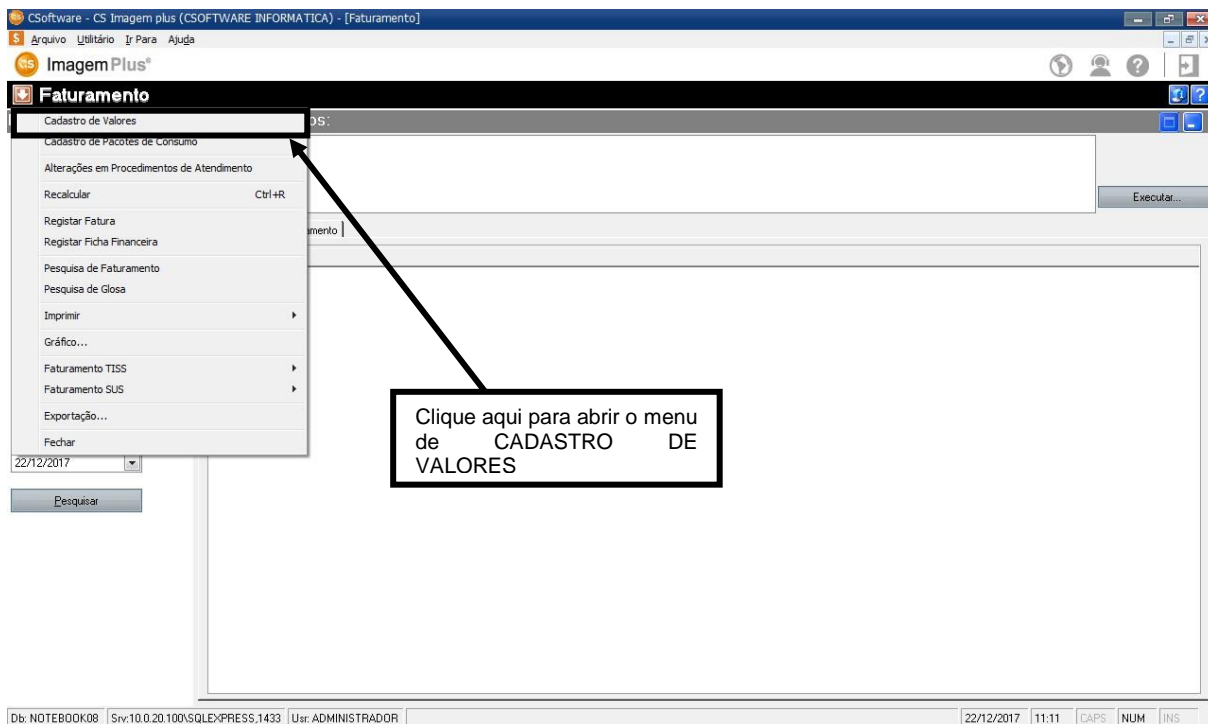 CSoftware - CS Imagem plus (CSOFTWARE INFORMATICA) - [Faturamento]
Arquivo Utilitário Ir Para Ajuda
CS ImagemPlus®
Faturamento
Cadastro de Valores
os:
Cadastro de Pacotes de Consumo
Alterações em Procedimentos de Atendimento
Recalcular Ctrl+R
Executar...
Registar Fatura
amento
Registar Ficha Financeira
Pesquisa de Faturamento
Pesquisa de Glosa
Imprimir
Gráfico...
Faturamento TISS
Faturamento SUS
Exportação...
Fechar
Clique aqui para abrir o menu
de CADASTRO DE
VALORES
22/12/2017
Pesquisar
Db: NOTEBOOK08 Srv:10.0.20.100\SQLEXPRESS,1433 Usr: ADMINISTRADOR 22/12/2017 11:11 CAPS NUM INS